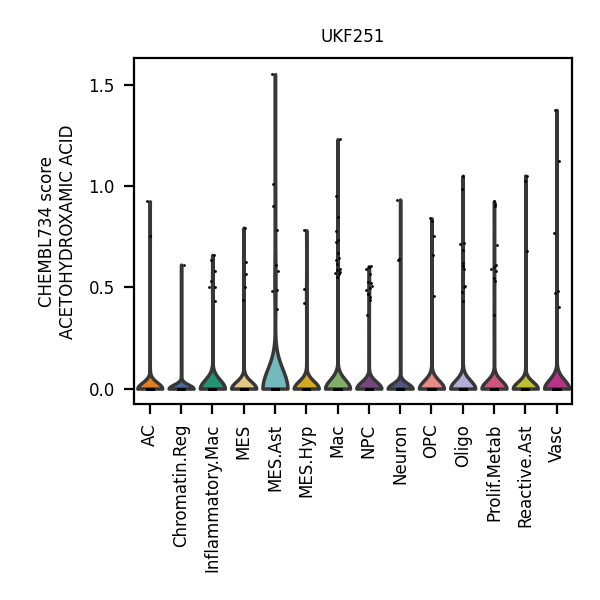 UKF251
CHEMBL734 score
ACETOHYDROXAMIC ACID
1.5
1.0
0.5
0.0
AC
Chromatin.Reg
Inflammatory.Mac
MES
MES.Ast
MES.Hyp
Mac
NPC
Neuron
OPC
Oligo
Prolif.Metab
Reactive.Ast
Vasc